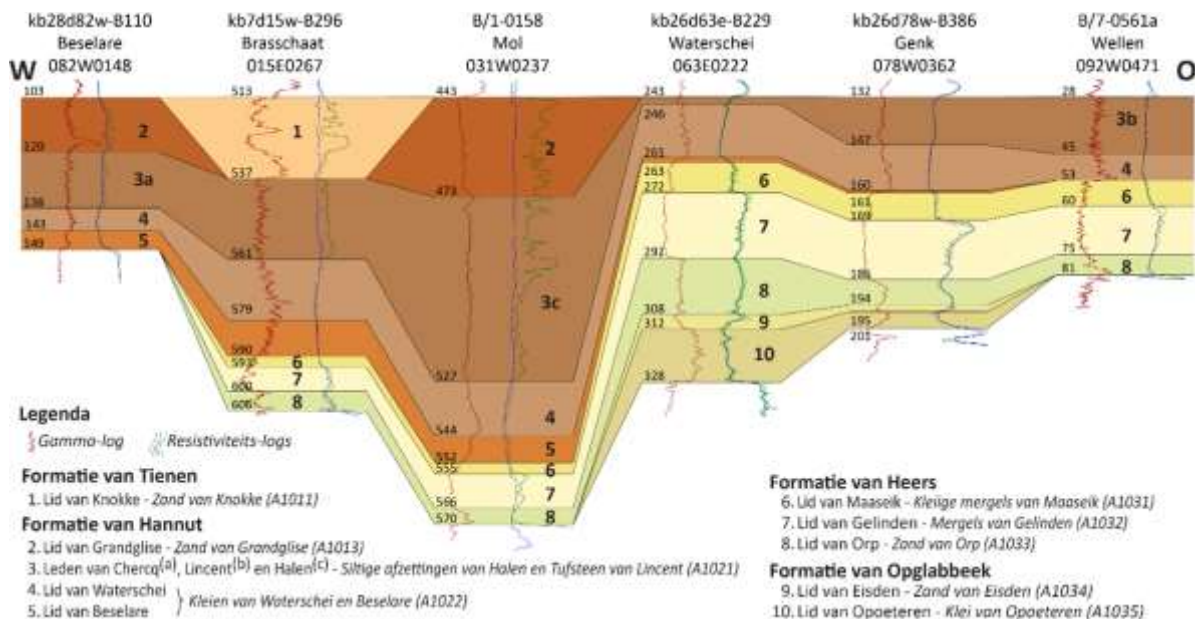 kb28d82w-B110 kb7d15w-B296 B/1-0158 kb26d63e-B229 kb26d78w-B386 B/7-0561a
Beselare Brasschaat Mol Waterschei Genk Wellen
W 082W0148 015E0267 031W0237 063E0222 078W0362 092W0471 O
103 513 443 243 132 28
246
2 1 2 147 3b
120 45
3a 265 4
263 160 53
537 473 6 161 6
138 272 169 60
4 7 7
143
5 75
149 561 292 185 8
3c 8 81
194
579 308 9 195
312 201
590 10
6 527 328
7
600 4
8
606 544
5
552
555 6
7
566
570 8
Legenda
Gamma-log Resistiviteits-logs
Formatie van Tienen
1. Lid van Knokke - Zand van Knokke (A1011)
Formatie van Hannut
2. Lid van Grandglise - Zand van Grandglise (A1013)
3. Leden van Chercq(a), Lincent(b) en Halen(c) - Siltige afzettingen van Halen en Tufsteen van Lincent (A1021)
4. Lid van Waterschei
5. Lid van Beselare } Kleien van Waterschei en Beselare (A1022)
Formatie van Heers
6. Lid van Maaseik - Kleiige mergels van Maaseik (A1031)
7. Lid van Gelinden - Mergels van Gelinden (A1032)
8. Lid van Orp - Zand van Orp (A1033)
Formatie van Opglabbeek
9. Lid van Eisden - Zand van Eisden (A1034)
10. Lid van Opoeteren - Klei van Opoeteren (A1035)